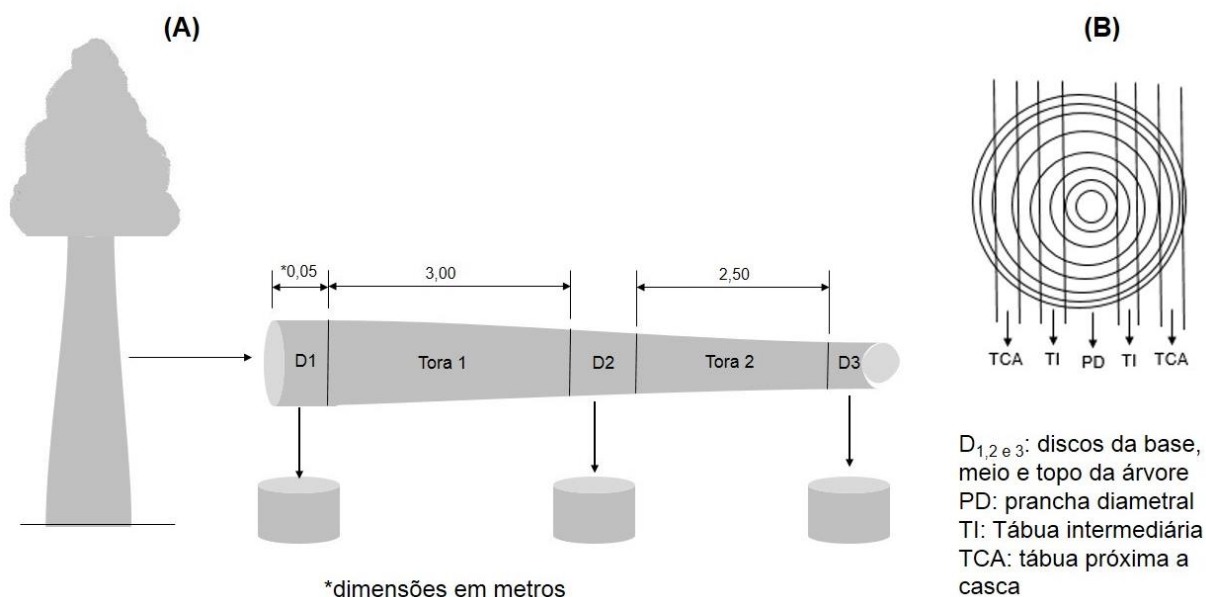 (A)
(B)
*0,05
3,00
2,50
D1
Tora 1
D2
Tora 2
D3
TCA
TI
PD
TI
TCA
D1,2 e 3: discos da base,
meio e topo da árvore
PD: prancha diametral
TI: Tábua intermediária
TCA: tábua próxima a
casca
*dimensões em metros